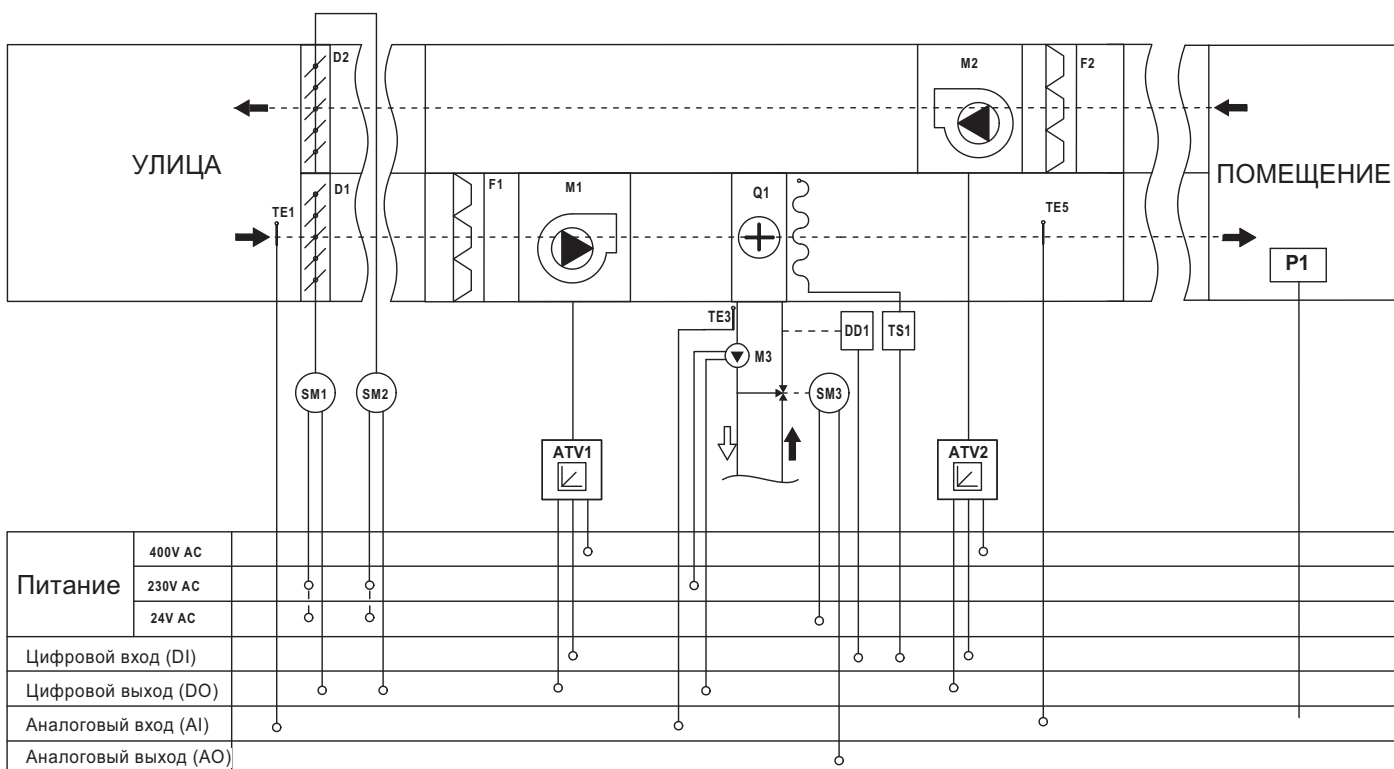 D2
M2
F2
УЛИЦА
ПОМЕЩЕНИЕ
D1
F1
M1
Q1
TE1
TE5
P1
TE3
DD1
TS1
M3
SM1
SM2
SM3
ATV1
ATV2
Питание
400V AC
230V AC
24V AC
Цифровой вход (DI)
Цифровой выход (DO)
Аналоговый вход (AI)
Аналоговый выход (AO)